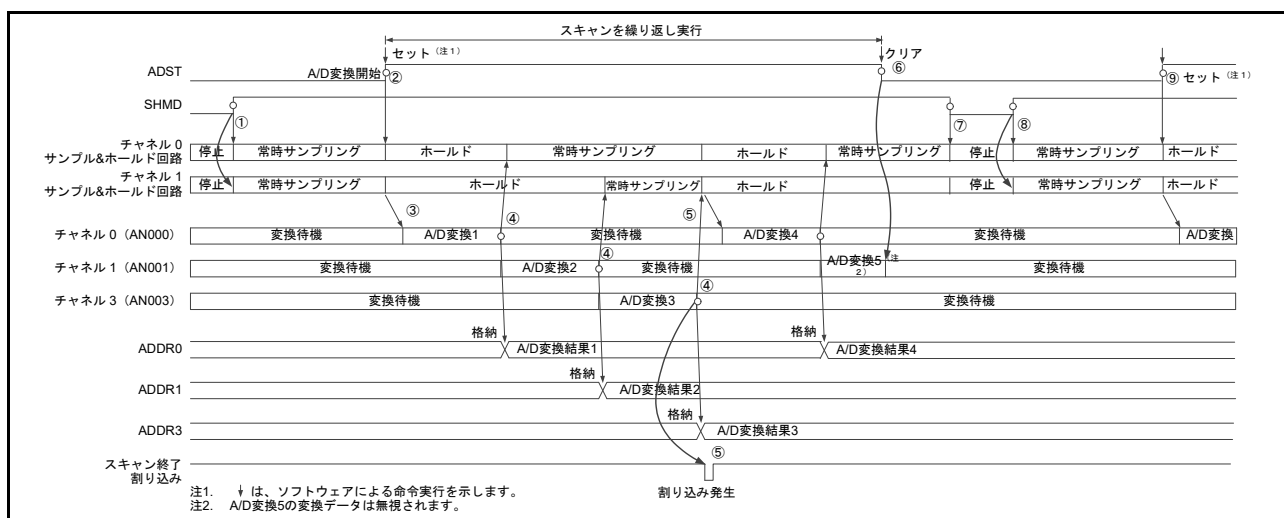 スキャンを繰り返し実行
セット（注1） クリア
ADST A/D変換開始 ② ⑥ ⑨ セット（注1）
SHMD ① ⑦ ⑧
チャネル0
サンプル&ホールド回路 停止 常時サンプリング ホールド 常時サンプリング ホールド 常時サンプリング 停止 常時サンプリング ホールド
チャネル1
サンプル&ホールド回路 停止 常時サンプリング ホールド 常時サンプリング ホールド 停止 常時サンプリング ホールド
③ ④ ⑤
チャネル0（AN000） 変換待機 A/D変換1 変換待機 A/D変換4 変換待機 A/D変換
チャネル1（AN001） 変換待機 A/D変換2 ④ 変換待機 A/D変換5（注2） 変換待機
チャネル3（AN003） 変換待機 A/D変換3 ④ 変換待機
格納 格納
ADDR0 A/D変換結果1 A/D変換結果4
格納
ADDR1 A/D変換結果2
格納
ADDR3 A/D変換結果3
スキャン終了
割り込み ⑤
割り込み発生
注1. ↓は、ソフトウェアによる命令実行を示します。
注2. A/D変換5の変換データは無視されます。